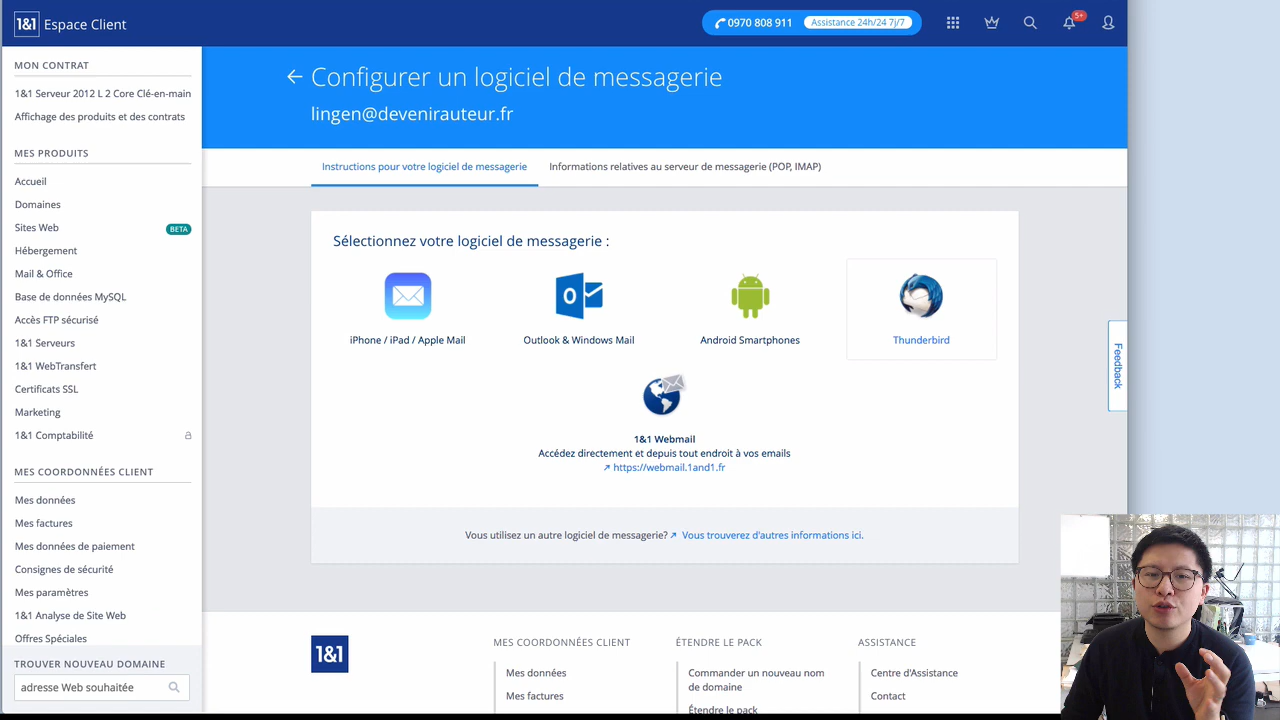 1&1 Espace Client
0970 808 911 Assistance 24h/24 7j/7
5+
MON CONTRAT
1&1 Serveur 2012 L 2 Core Clé-en-main
Affichage des produits et des contrats
MES PRODUITS
Accueil
Domaines
Sites Web BETA
Hébergement
Mail & Office
Base de données MySQL
Accès FTP sécurisé
1&1 Serveurs
1&1 WebTransfert
Certificats SSL
Marketing
1&1 Comptabilité
MES COORDONNÉES CLIENT
Mes données
Mes factures
Mes données de paiement
Consignes de sécurité
Mes paramètres
1&1 Analyse de Site Web
Offres Spéciales
TROUVER NOUVEAU DOMAINE
adresse Web souhaitée
Configurer un logiciel de messagerie
lingen@devenirauteur.fr
Instructions pour votre logiciel de messagerie
Informations relatives au serveur de messagerie (POP, IMAP)
Sélectionnez votre logiciel de messagerie :
iPhone / iPad / Apple Mail
Outlook & Windows Mail
Android Smartphones
Thunderbird
1&1 Webmail
Accédez directement et depuis tout endroit à vos emails
https://webmail.1and1.fr
Vous utilisez un autre logiciel de messagerie? Vous trouverez d'autres informations ici.
Feedback
1&1
MES COORDONNÉES CLIENT
Mes données
Mes factures
ÉTENDRE LE PACK
Commander un nouveau nom
de domaine
Étendre le pack
ASSISTANCE
Centre d'Assistance
Contact